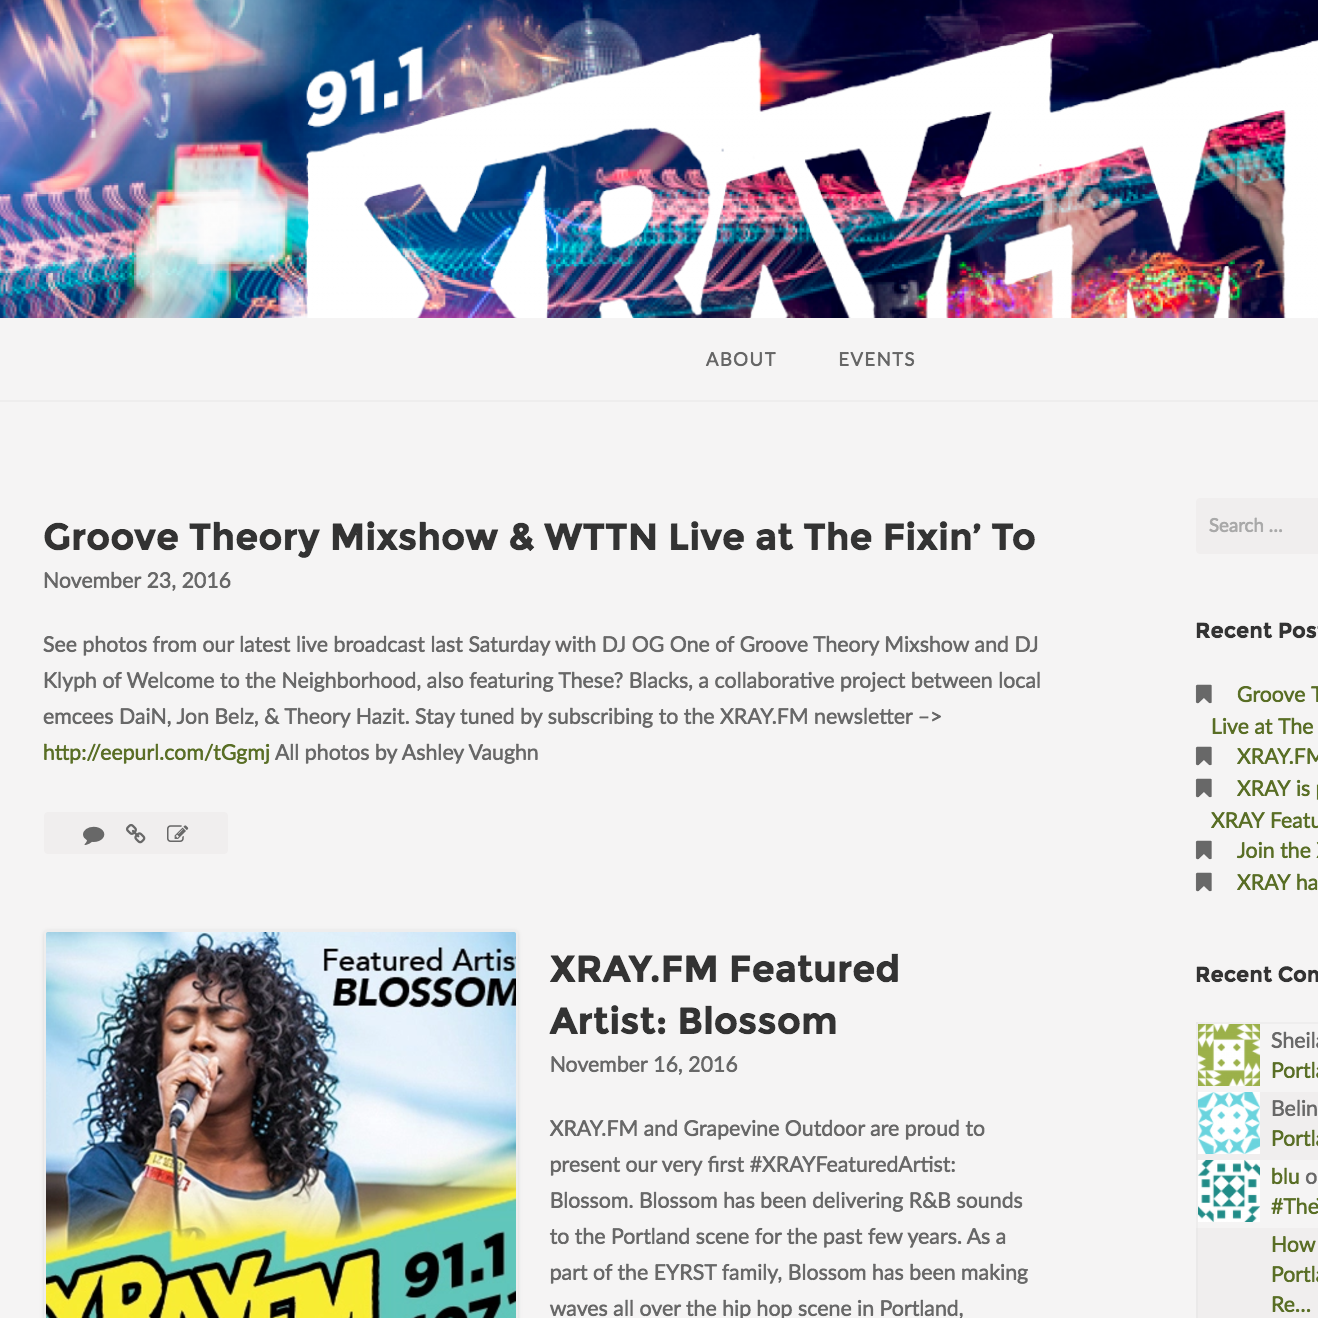 91.1
XRAY.FM
ABOUT EVENTS
Groove Theory Mixshow & WTTN Live at The Fixin’ To
November 23, 2016
See photos from our latest live broadcast last Saturday with DJ OG One of Groove Theory Mixshow and DJ
Klyph of Welcome to the Neighborhood, also featuring These? Blacks, a collaborative project between local
emcees DaiN, Jon Belz, & Theory Hazit. Stay tuned by subscribing to the XRAY.FM newsletter –>
http://eepurl.com/tGgmj All photos by Ashley Vaughn
Featured Artis
BLOSSOM
XRAY.FM
91.1
107.1
XRAY.FM Featured
Artist: Blossom
November 16, 2016
XRAY.FM and Grapevine Outdoor are proud to
present our very first #XRAYFeaturedArtist:
Blossom. Blossom has been delivering R&B sounds
to the Portland scene for the past few years. As a
part of the EYRST family, Blossom has been making
waves all over the hip hop scene in Portland,
Search ...
Recent Pos
Groove T
Live at The
XRAY.FM
XRAY is
XRAY Featu
Join the
XRAY ha
Recent Con
Sheila
Portla
Belin
Portla
blu o
#The
How
Portla
Re...